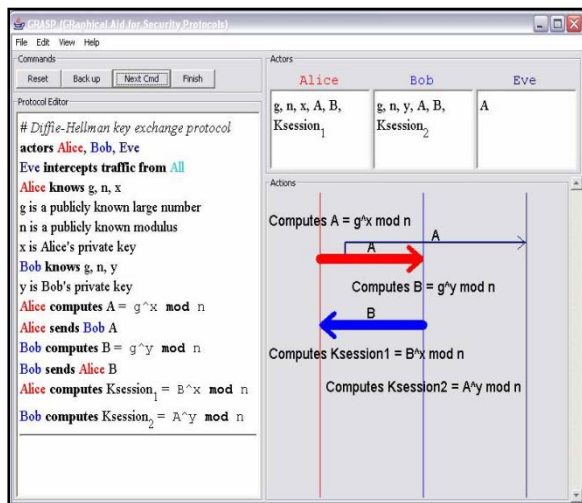 GRASP (GRaphical Aid for Security Protocols)
File Edit View Help
Commands
Reset Back up Next Cmd Finish
Protocol Editor
# Diffie-Hellman key exchange protocol
actors Alice, Bob, Eve
Eve intercepts traffic from All
Alice knows g, n, x
g is a publicly known large number
n is a publicly known modulus
x is Alice's private key
Bob knows g, n, y
y is Bob's private key
Alice computes A = g^x mod n
Alice sends Bob A
Bob computes B = g^y mod n
Bob sends Alice B
Alice computes Ksession1 = B^x mod n
Bob computes Ksession2 = A^y mod n
Actors
Alice Bob Eve
g, n, x, A, B,
Ksession1
g, n, y, A, B,
Ksession2
A
Actions
Computes A = g^x mod n
A
A
Computes B = g^y mod n
B
Computes Ksession1 = B^x mod n
Computes Ksession2 = A^y mod n